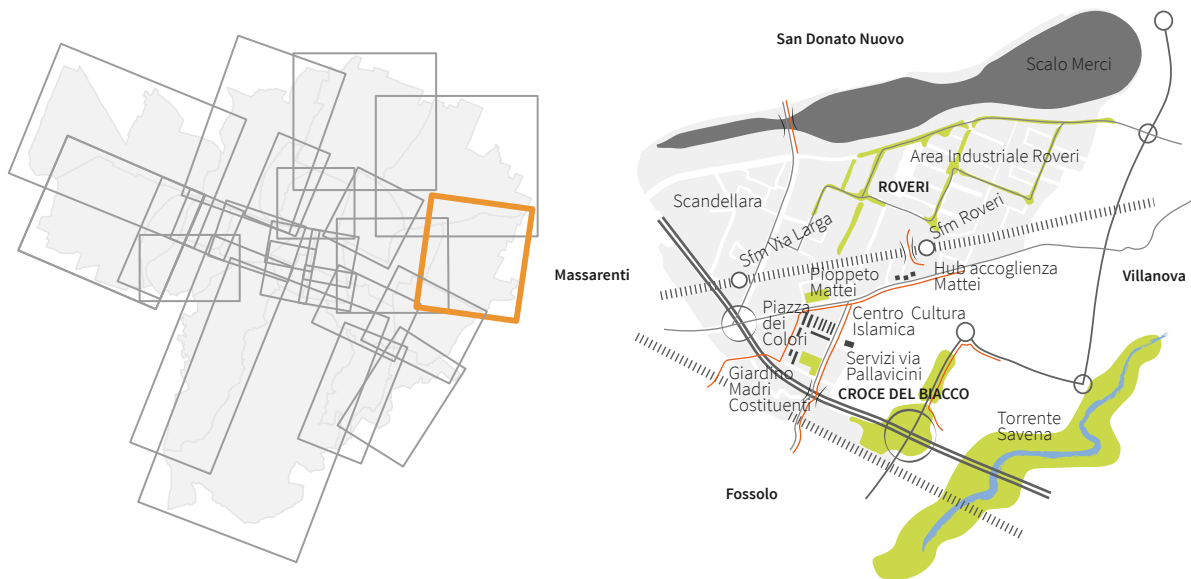 San Donato Nuovo
Scalo Merci
Area Industriale Roveri
ROVERI
Scandellara
Sfm Via Larga
Sfm Roveri
Massarenti
Pioppeto
Mattei
Hub accoglienza
Mattei
Villanova
Piazza
dei
Colori
Centro Cultura
Islamica
Servizi via
Pallavicini
Giardino
Madri
Costituenti
CROCE DEL BIACCO
Torrente
Savena
Fossolo